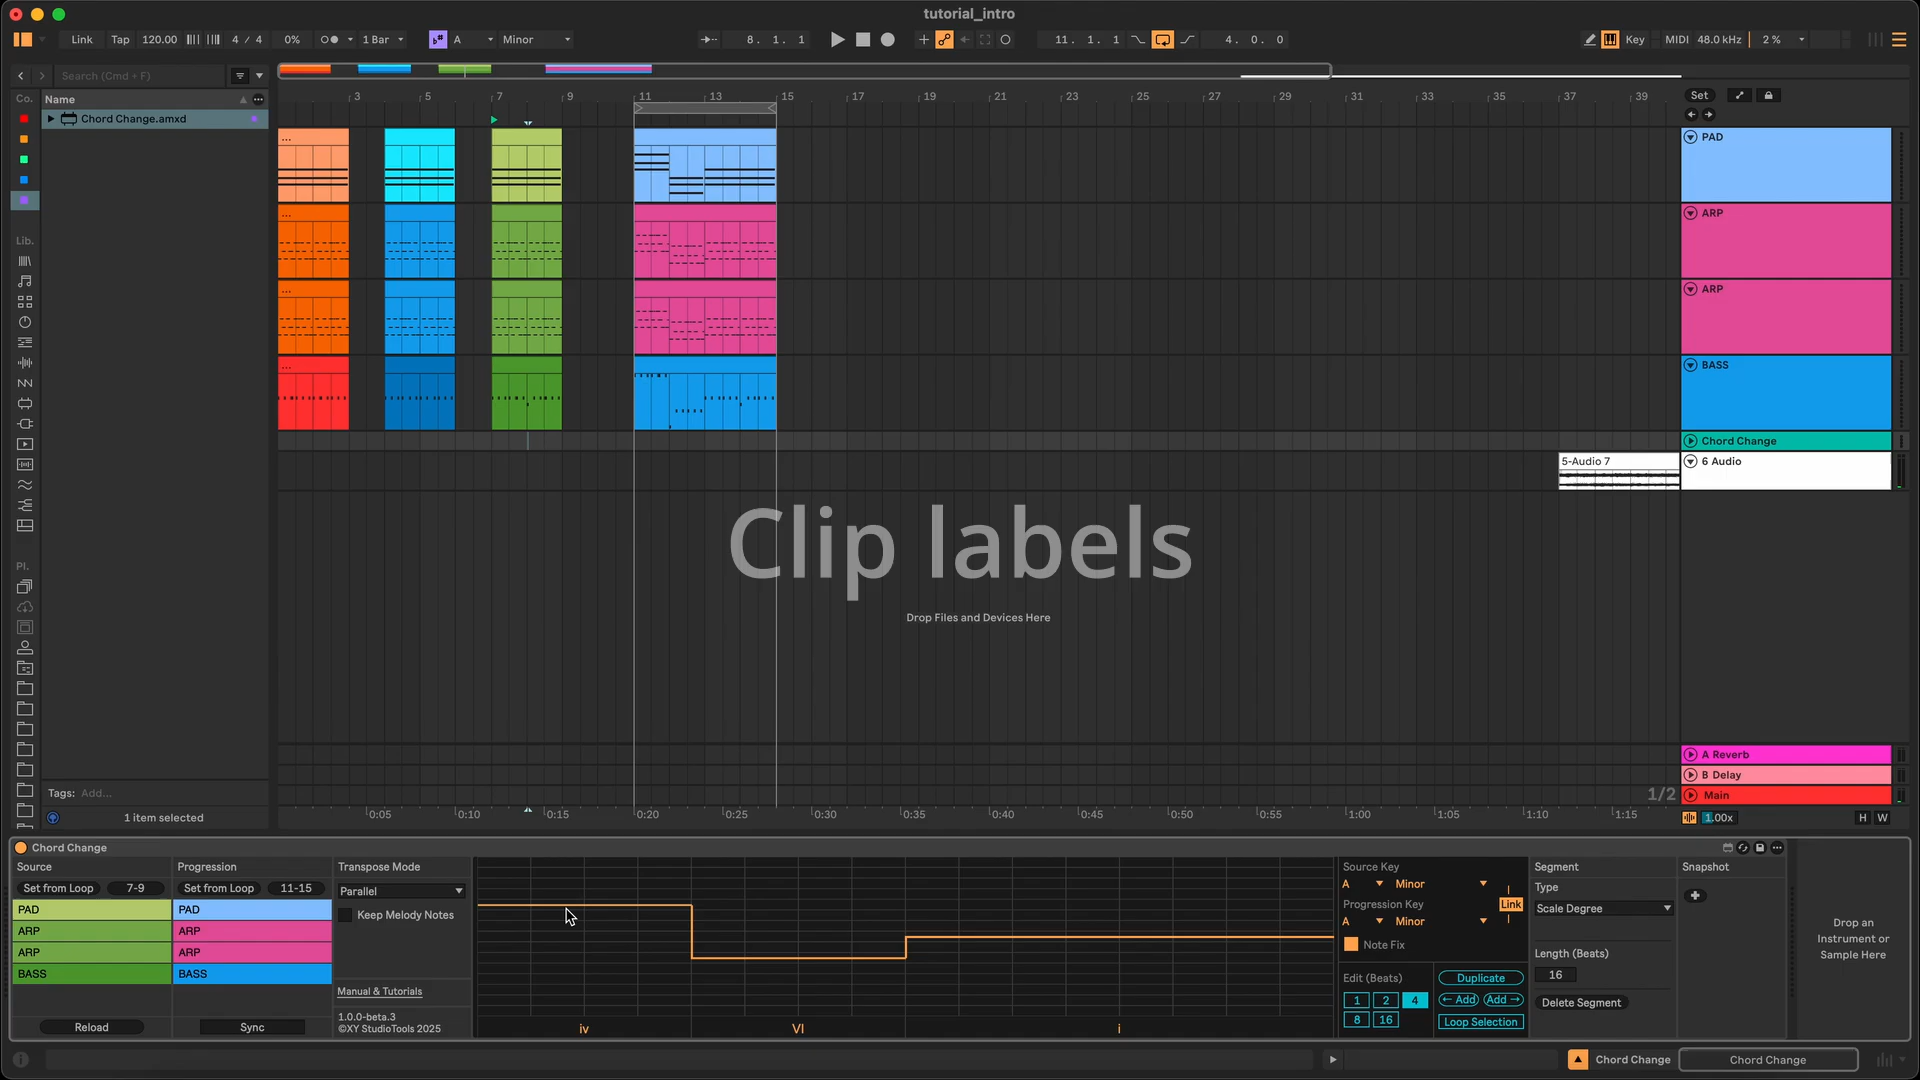 tutorial_intro
Link Tap 120.00 4 / 4 0% 1 Bar A Minor 8. 1. 1 11. 1. 1 4. 0. 0 Key MIDI 48.0 kHz 2 %
Search (Cmd + F)
Co. Name
Chord Change.amxd
Lib.
Pl.
3 5 7 9 11 13 15 17 19 21 23 25 27 29 31 33 35 37 39
Set
PAD
ARP
ARP
BASS
Chord Change
5-Audio 7
6 Audio
Clip labels
Drop Files and Devices Here
A Reverb
B Delay
1/2
Main
Tags: Add...
1 item selected
0:05 0:10 0:15 0:20 0:25 0:30 0:35 0:40 0:45 0:50 0:55 1:00 1:05 1:10 1:15
1.00x H W
Chord Change
Source
Set from Loop 7-9
PAD
ARP
ARP
BASS
Reload
Progression
Set from Loop 11-15
PAD
ARP
ARP
BASS
Sync
Transpose Mode
Parallel
Keep Melody Notes
Manual & Tutorials
1.0.0-beta.3
©XY StudioTools 2025
iv VI i
Source Key
A Minor
Progression Key
Link
A Minor
Note Fix
Edit (Beats)
1 2 4
8 16
Duplicate
← Add Add →
Loop Selection
Segment
Type
Scale Degree
Length (Beats)
16
Delete Segment
Snapshot
Drop an
Instrument or
Sample Here
Chord Change Chord Change